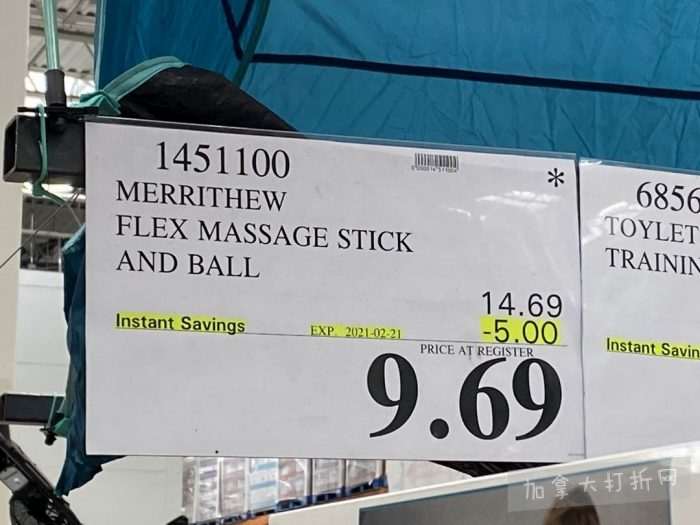 1451100
*
MERRITHEW
FLEX MASSAGE STICK
AND BALL
14.69
Instant Savings
EXP. 2021-02-21
-5.00
PRICE AT REGISTER
9.69
6856
TOYLET
TRAININ
Instant Savin
加拿大打折网